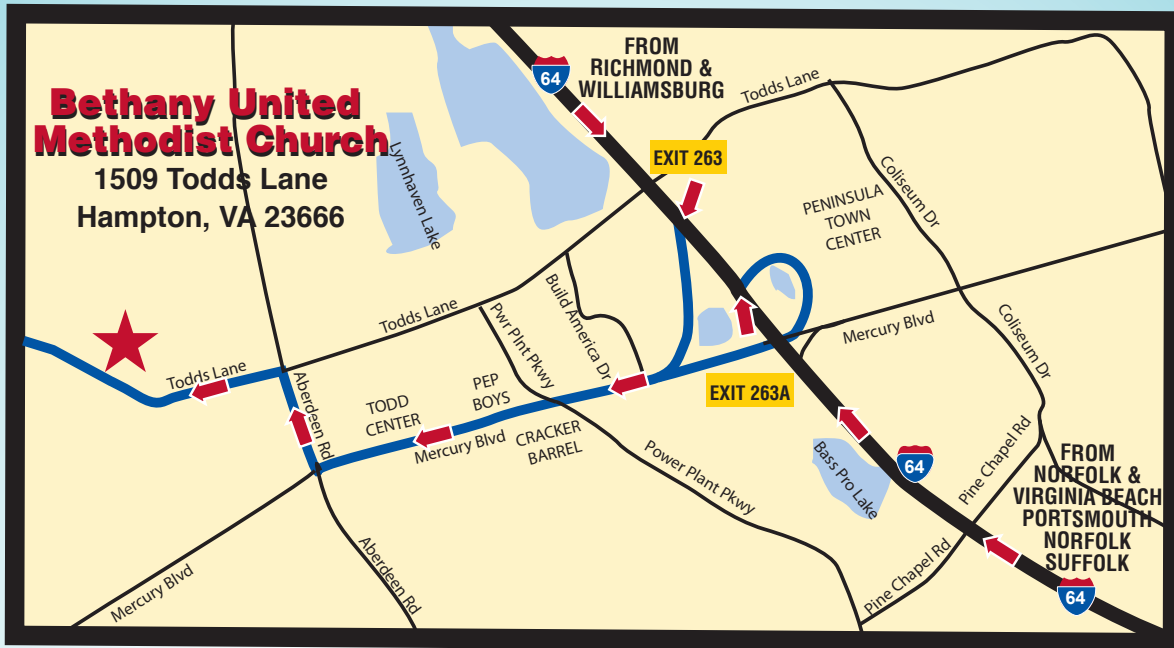 Bethany United
Methodist Church
1509 Todds Lane
Hampton, VA 23666
64
FROM
RICHMOND &
WILLIAMSBURG
EXIT 263
Todds Lane
Coliseum Dr
PENINSULA
TOWN
CENTER
Lynnhaven Lake
Build America Dr
Todds Lane
Pwr Plnt Pkwy
Mercury Blvd
Coliseum Dr
Todds Lane
Aberdeen Rd
TODD
CENTER
PEP
BOYS
EXIT 263A
Mercury Blvd
CRACKER
BARREL
Power Plant Pkwy
Bass Pro Lake
64
Pine Chapel Rd
FROM
NORFOLK &
VIRGINIA BEACH
PORTSMOUTH
NORFOLK
SUFFOLK
Mercury Blvd
Aberdeen Rd
Pine Chapel Rd
64